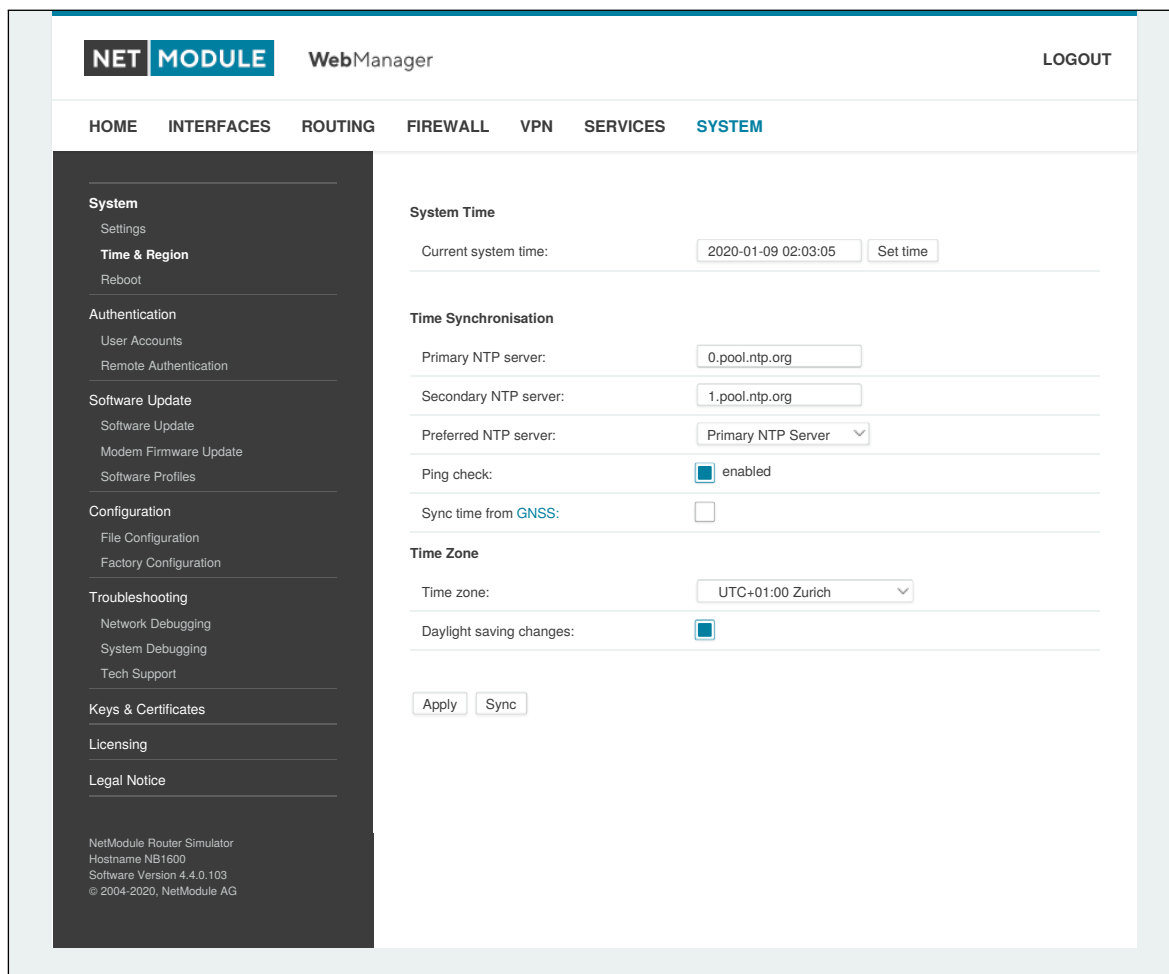 NET MODULE WebManager LOGOUT
HOME INTERFACES ROUTING FIREWALL VPN SERVICES SYSTEM
System
Settings
Time & Region
Reboot
Authentication
User Accounts
Remote Authentication
Software Update
Software Update
Modem Firmware Update
Software Profiles
Configuration
File Configuration
Factory Configuration
Troubleshooting
Network Debugging
System Debugging
Tech Support
Keys & Certificates
Licensing
Legal Notice
NetModule Router Simulator
Hostname NB1600
Software Version 4.4.0.103
© 2004-2020, NetModule AG
System Time
Current system time: 2020-01-09 02:03:05 Set time
Time Synchronisation
Primary NTP server: 0.pool.ntp.org
Secondary NTP server: 1.pool.ntp.org
Preferred NTP server: Primary NTP Server
Ping check: enabled
Sync time from GNSS:
Time Zone
Time zone: UTC+01:00 Zurich
Daylight saving changes:
Apply Sync